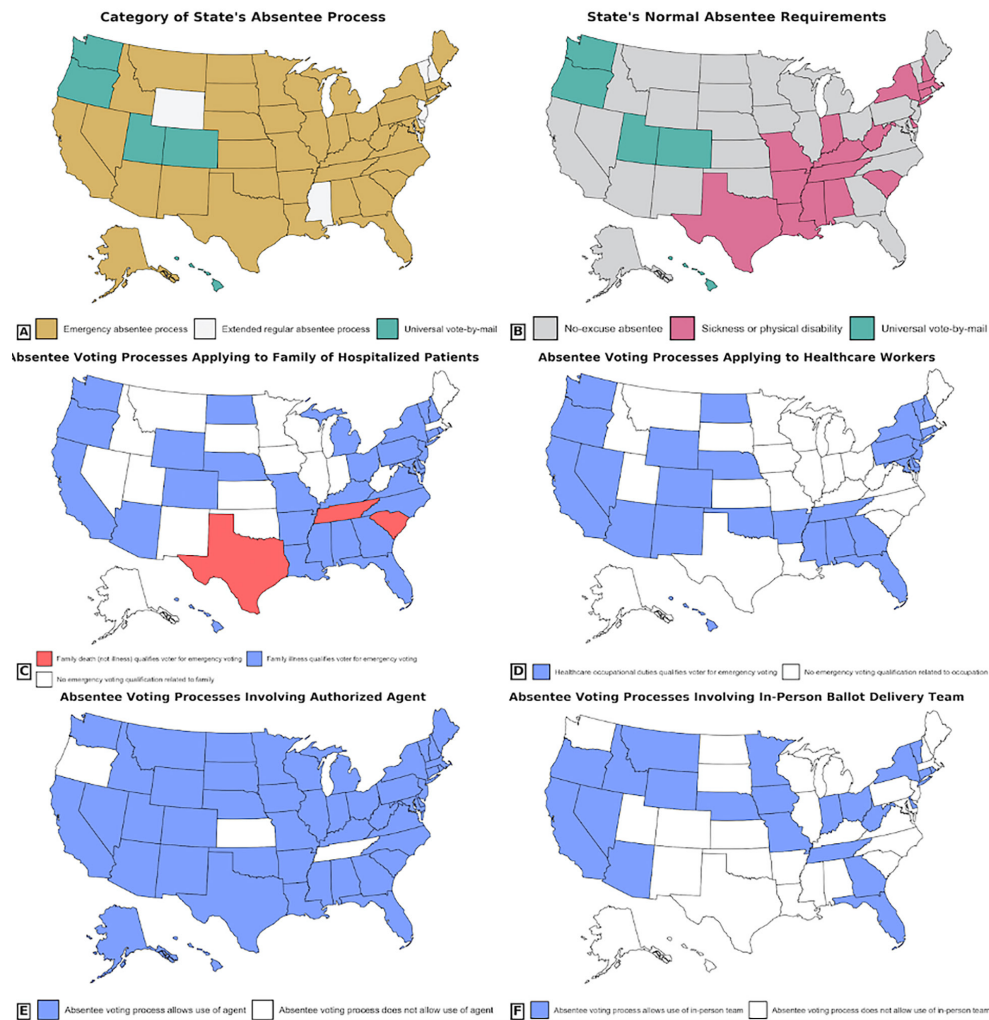 Category of State's Absentee Process
State's Normal Absentee Requirements
A Emergency absentee process Extended regular absentee process Universal vote-by-mail
B No-excuse absentee Sickness or physical disability Universal vote-by-mail
Absentee Voting Processes Applying to Family of Hospitalized Patients
Absentee Voting Processes Applying to Healthcare Workers
Family death (not illness) qualifies voter for emergency voting Family illness qualifies voter for emergency voting
C No emergency voting qualification related to family
D Healthcare occupational duties qualifies voter for emergency voting No emergency voting qualification related to occupation
Absentee Voting Processes Involving Authorized Agent
Absentee Voting Processes Involving In-Person Ballot Delivery Team
E Absentee voting process allows use of agent Absentee voting process does not allow use of agent
F Absentee voting process allows use of in-person team Absentee voting process does not allow use of in-person team